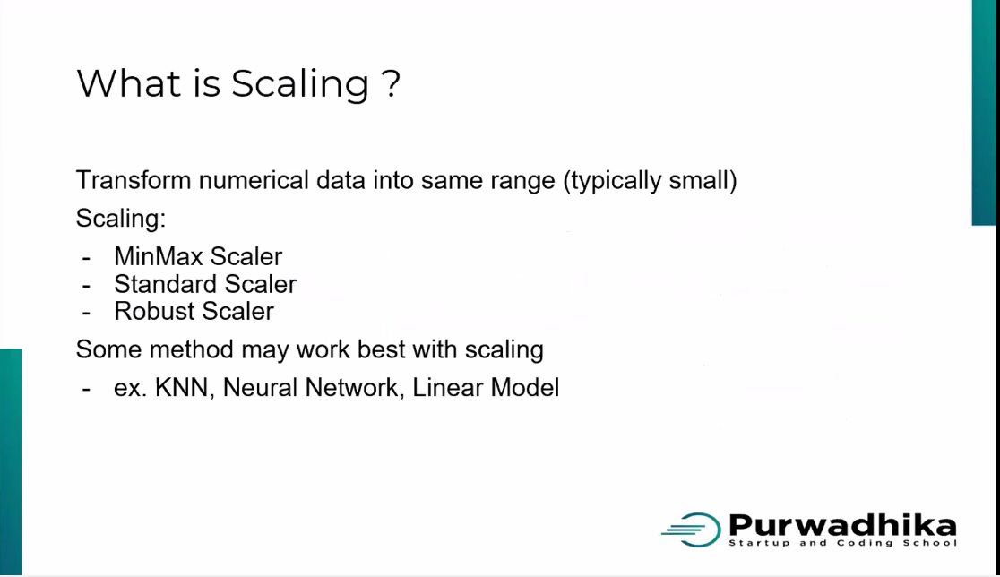 What is Scaling ?
Transform numerical data into same range (typically small)
Scaling:
- MinMax Scaler
- Standard Scaler
- Robust Scaler
Some method may work best with scaling
- ex. KNN, Neural Network, Linear Model
Purwadhika
Startup and Coding School